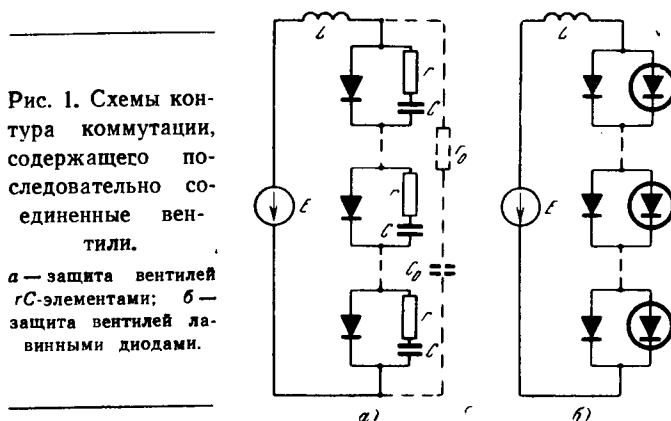 Рис. 1. Схемы кон-
тура коммутации,
содержащего по-
следовательно со-
единенные вен-
тили.
а — защита вентилей
rC-элементами; б —
защита вентилей ла-
винными диодами.
L
r
C
r₀
r
C
E
C₀
r
C
а)
L
E
б)